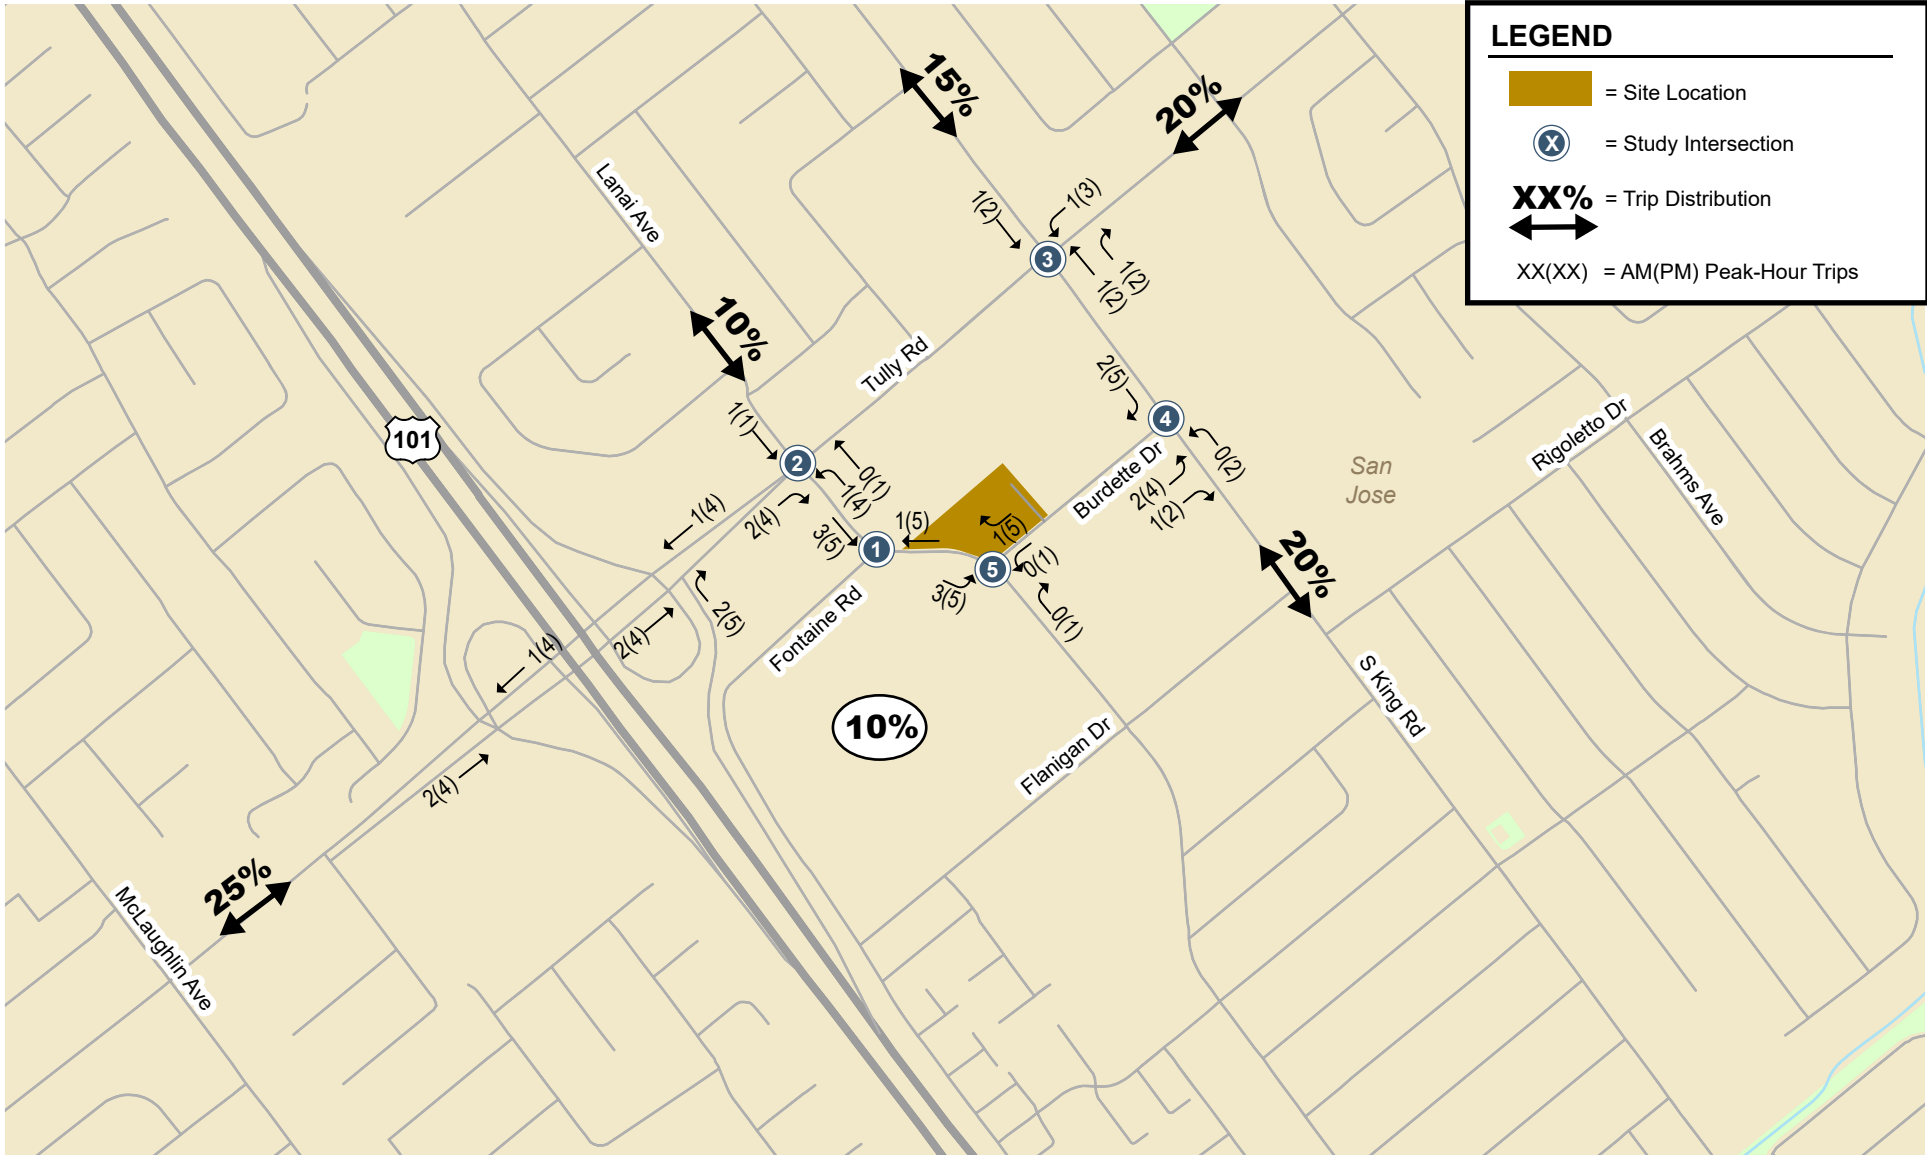 LEGEND
= Site Location
X
= Study Intersection
XX%
= Trip Distribution
XX(XX)
= AM(PM) Peak-Hour Trips
15%
20%
Lanai Ave
1(2)
1(3)
3
1(2)
1(2)
10%
Tully Rd
2(5)
4
0(2)
Burdette Dr
2(4)
1(2)
San
Jose
Rigoletto Dr
Brahms Ave
101
1(1)
2
0(1)
1(4)
2(4)
1(4)
3(5)
1
1(5)
1(5)
5
0(1)
3(5)
0(1)
20%
2(5)
2(4)
1(4)
Fontaine Rd
S King Rd
10%
Flanigan Dr
2(4)
25%
McLaughlin Ave